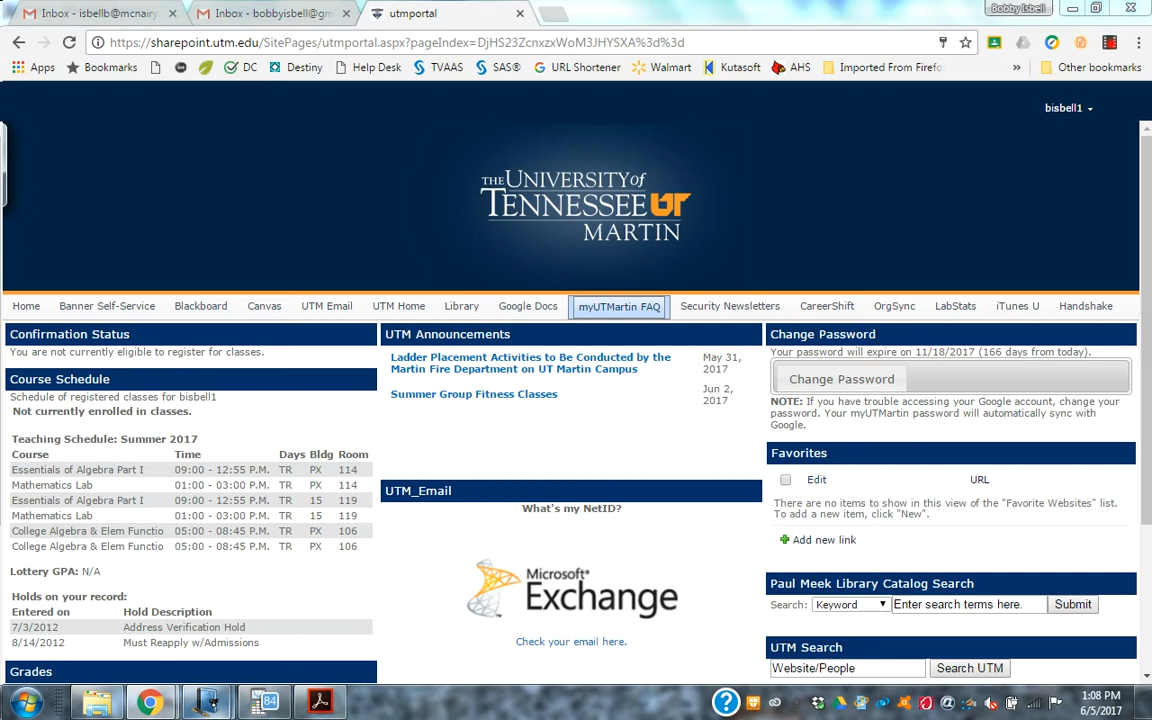 Inbox - isbellb@mcnairy. Inbox - bobbyisbell@gm utmportal Bobby Isbell
https://sharepoint.utm.edu/SitePages/utmportal.aspx?pageIndex=DjHS23ZcnxzxWoM3JHYSXA%3d%3d
Apps Bookmarks DC Destiny Help Desk TVAAS SAS® URL Shortener Walmart Kutasoft AHS Imported From Firefo » Other bookmarks
bisbell1
THE UNIVERSITY of
TENNESSEE UT
MARTIN
Home Banner Self-Service Blackboard Canvas UTM Email UTM Home Library Google Docs myUTMartin FAQ Security Newsletters CareerShift OrgSync LabStats iTunes U Handshake
Confirmation Status
You are not currently eligible to register for classes.
Course Schedule
Schedule of registered classes for bisbell1
Not currently enrolled in classes.
Teaching Schedule: Summer 2017
Course Time Days Bldg Room
Essentials of Algebra Part I 09:00 - 12:55 P.M. TR PX 114
Mathematics Lab 01:00 - 03:00 P.M. TR PX 114
Essentials of Algebra Part I 09:00 - 12:55 P.M. TR 15 119
Mathematics Lab 01:00 - 03:00 P.M. TR 15 119
College Algebra & Elem Functio 05:00 - 08:45 P.M. TR PX 106
College Algebra & Elem Functio 05:00 - 08:45 P.M. TR PX 106
Lottery GPA: N/A
Holds on your record:
Entered on Hold Description
7/3/2012 Address Verification Hold
8/14/2012 Must Reapply w/Admissions
Grades
UTM Announcements
Ladder Placement Activities to Be Conducted by the May 31,
Martin Fire Department on UT Martin Campus 2017
Summer Group Fitness Classes Jun 2,
2017
UTM_Email
What's my NetID?
Microsoft®
Exchange
Check your email here.
Change Password
Your password will expire on 11/18/2017 (166 days from today).
Change Password
NOTE: If you have trouble accessing your Google account, change your
password. Your myUTMartin password will automatically sync with
Google.
Favorites
Edit URL
There are no items to show in this view of the "Favorite Websites" list.
To add a new item, click "New".
Add new link
Paul Meek Library Catalog Search
Search: Keyword Enter search terms here. Submit
UTM Search
Website/People Search UTM
84
1:08 PM
6/5/2017